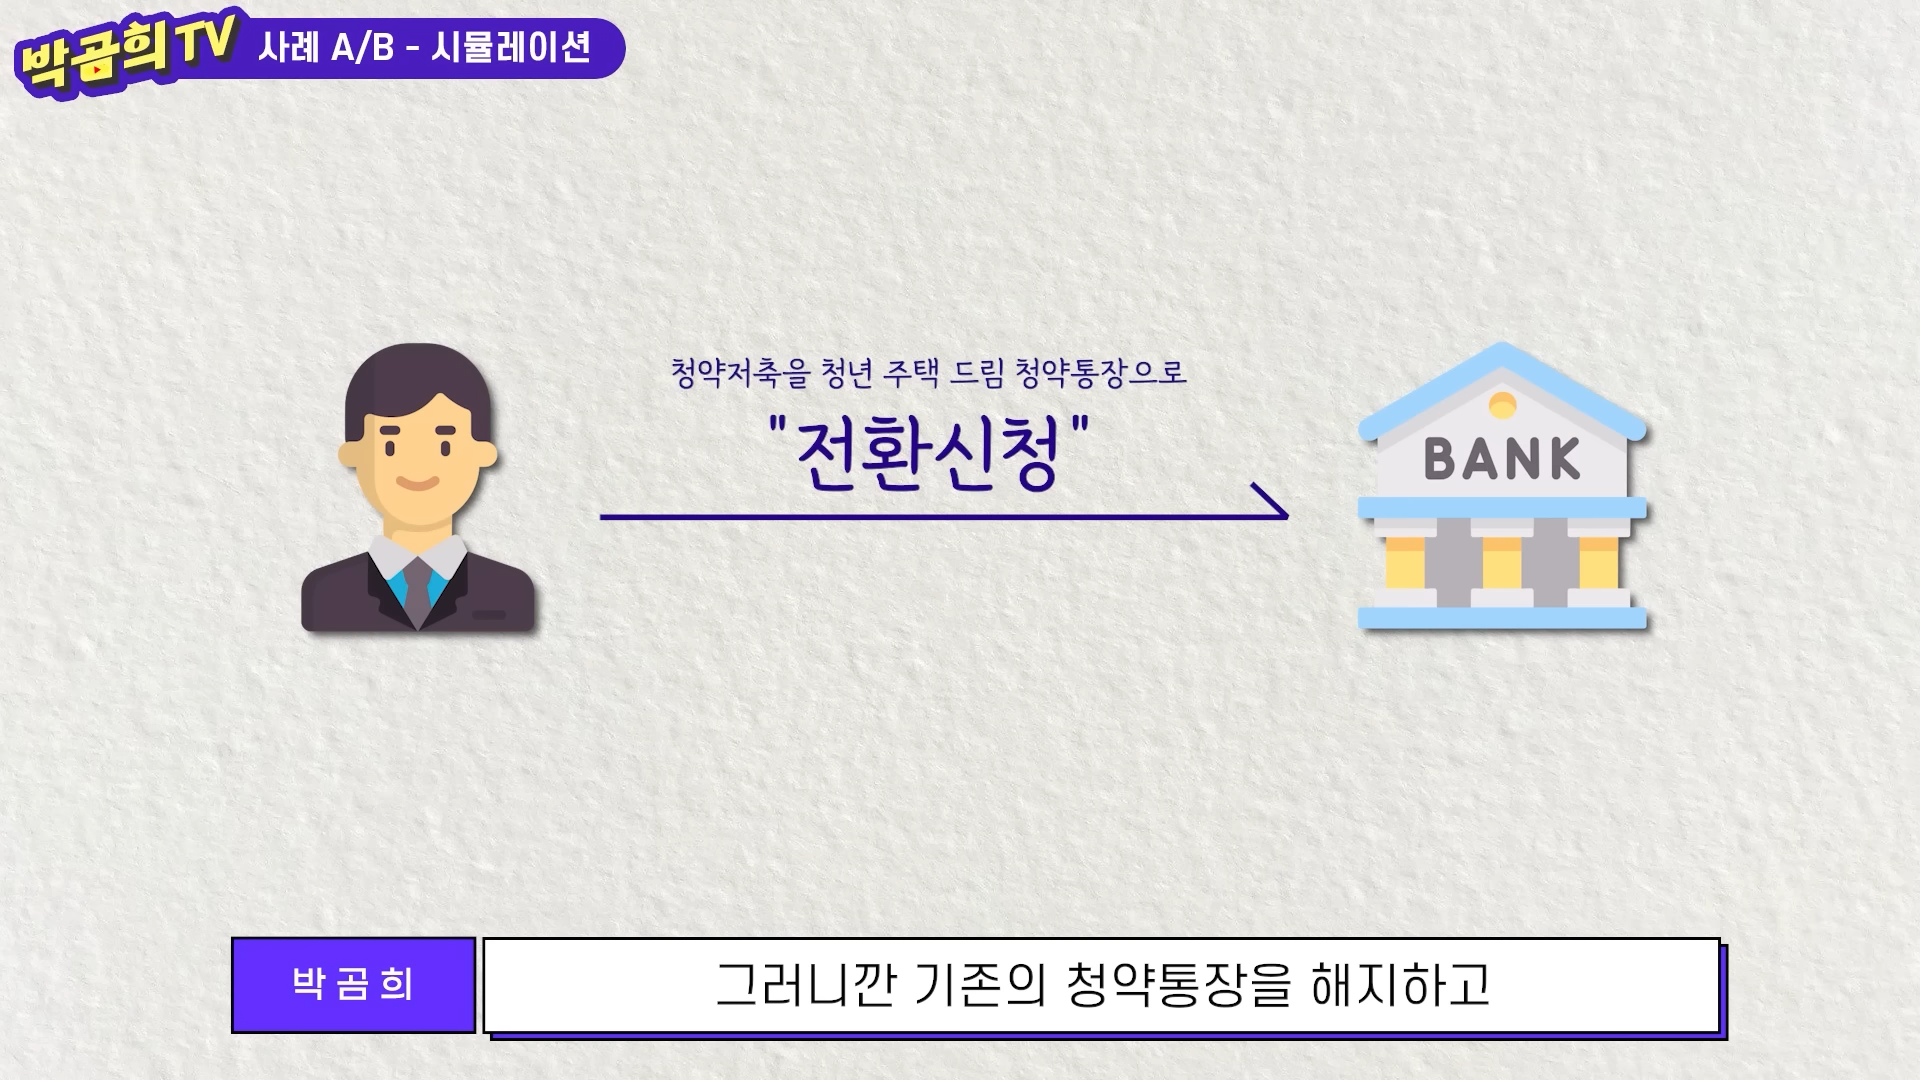 박곰희TV
사례 A/B - 시뮬레이션
청약저축을 청년 주택 드림 청약통장으로
"전환신청"
BANK
박곰희
그러니깐 기존의 청약통장을 해지하고